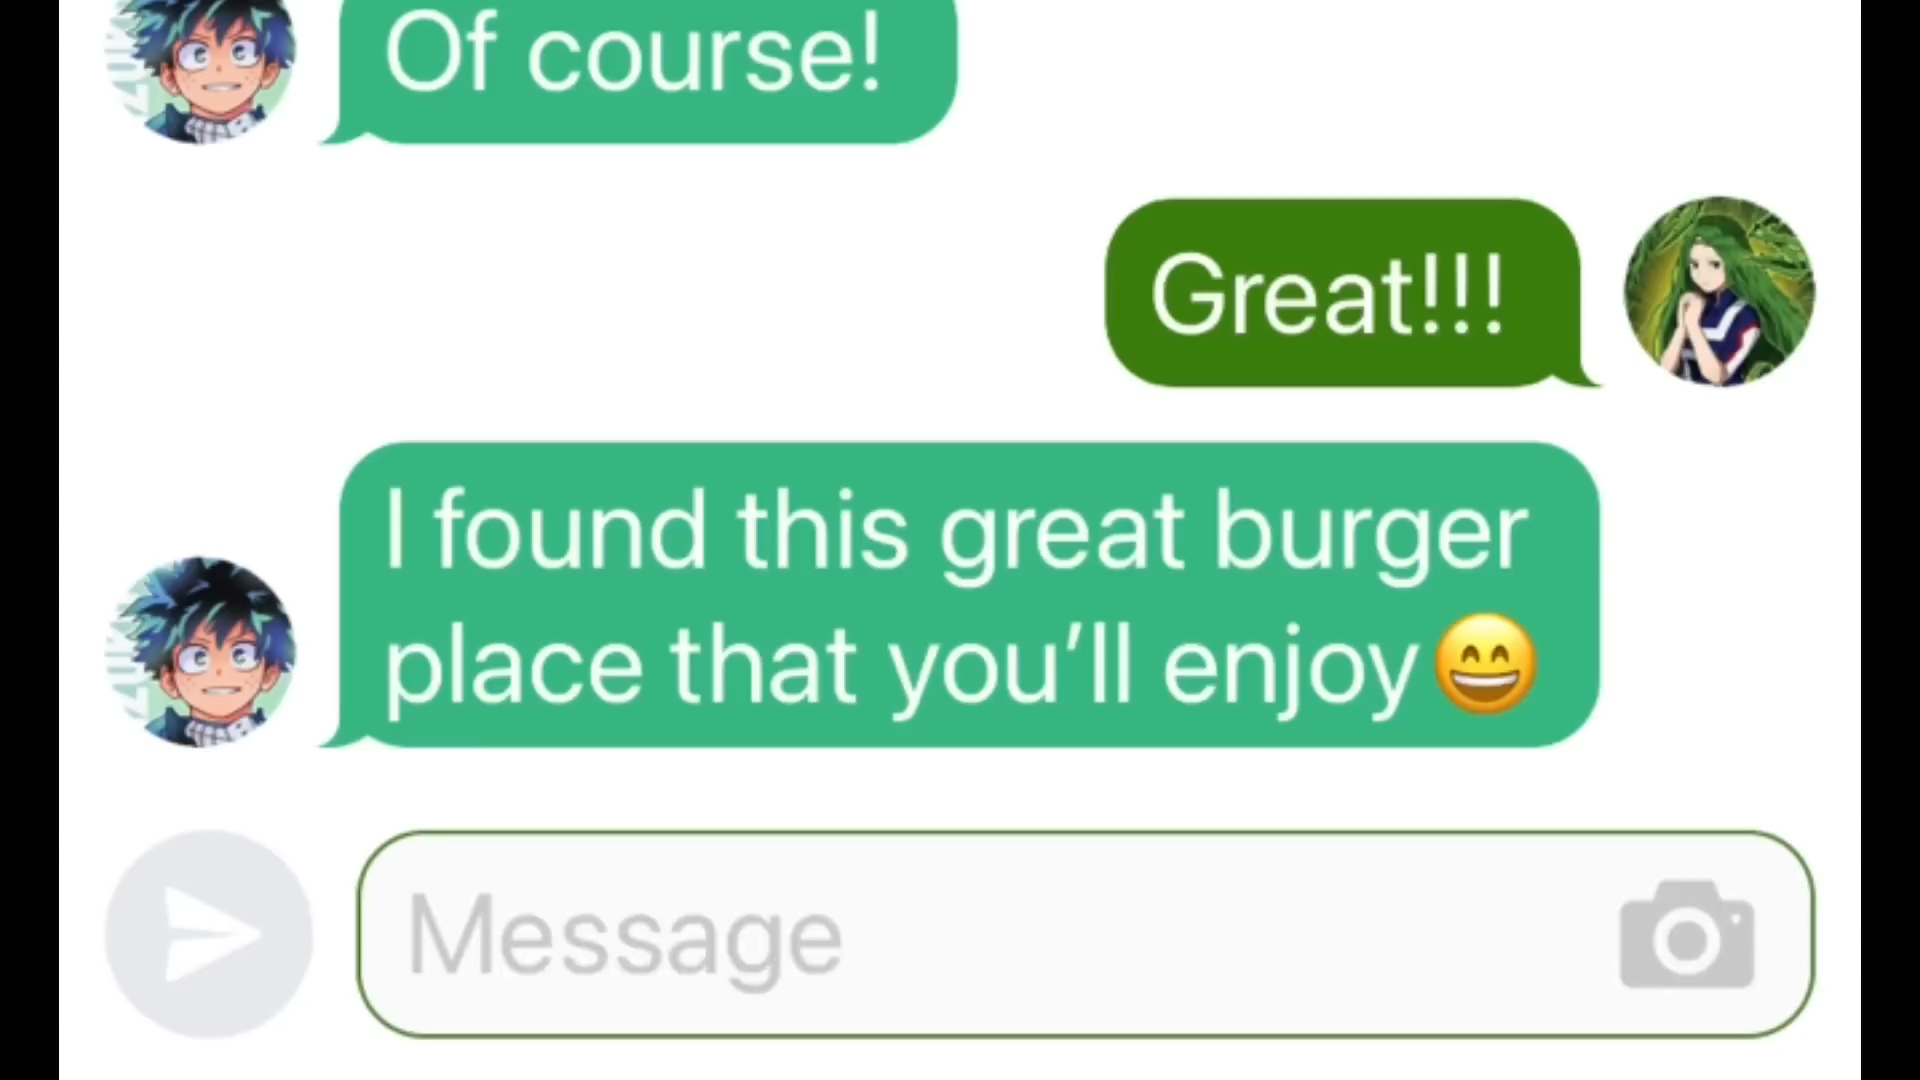 Of course!
Great!!!
I found this great burger
place that you’ll enjoy😄
Message